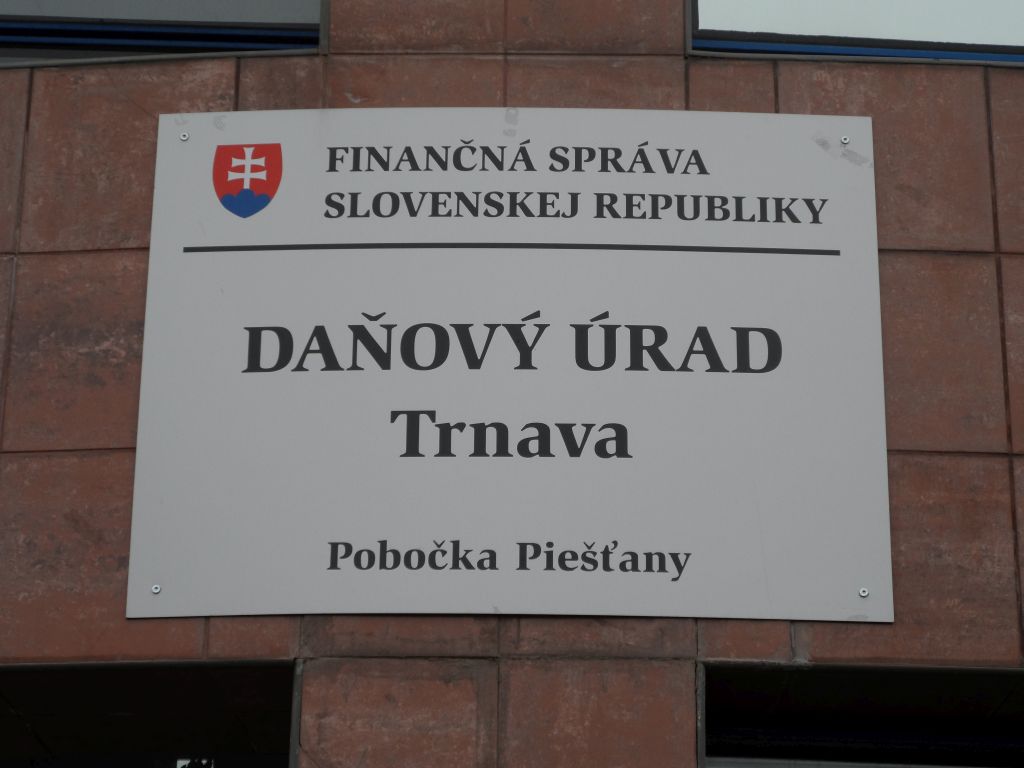 FINANČNÁ SPRÁVA
SLOVENSKEJ REPUBLIKY
DAŇOVÝ ÚRAD
Trnava
Pobočka Piešťany